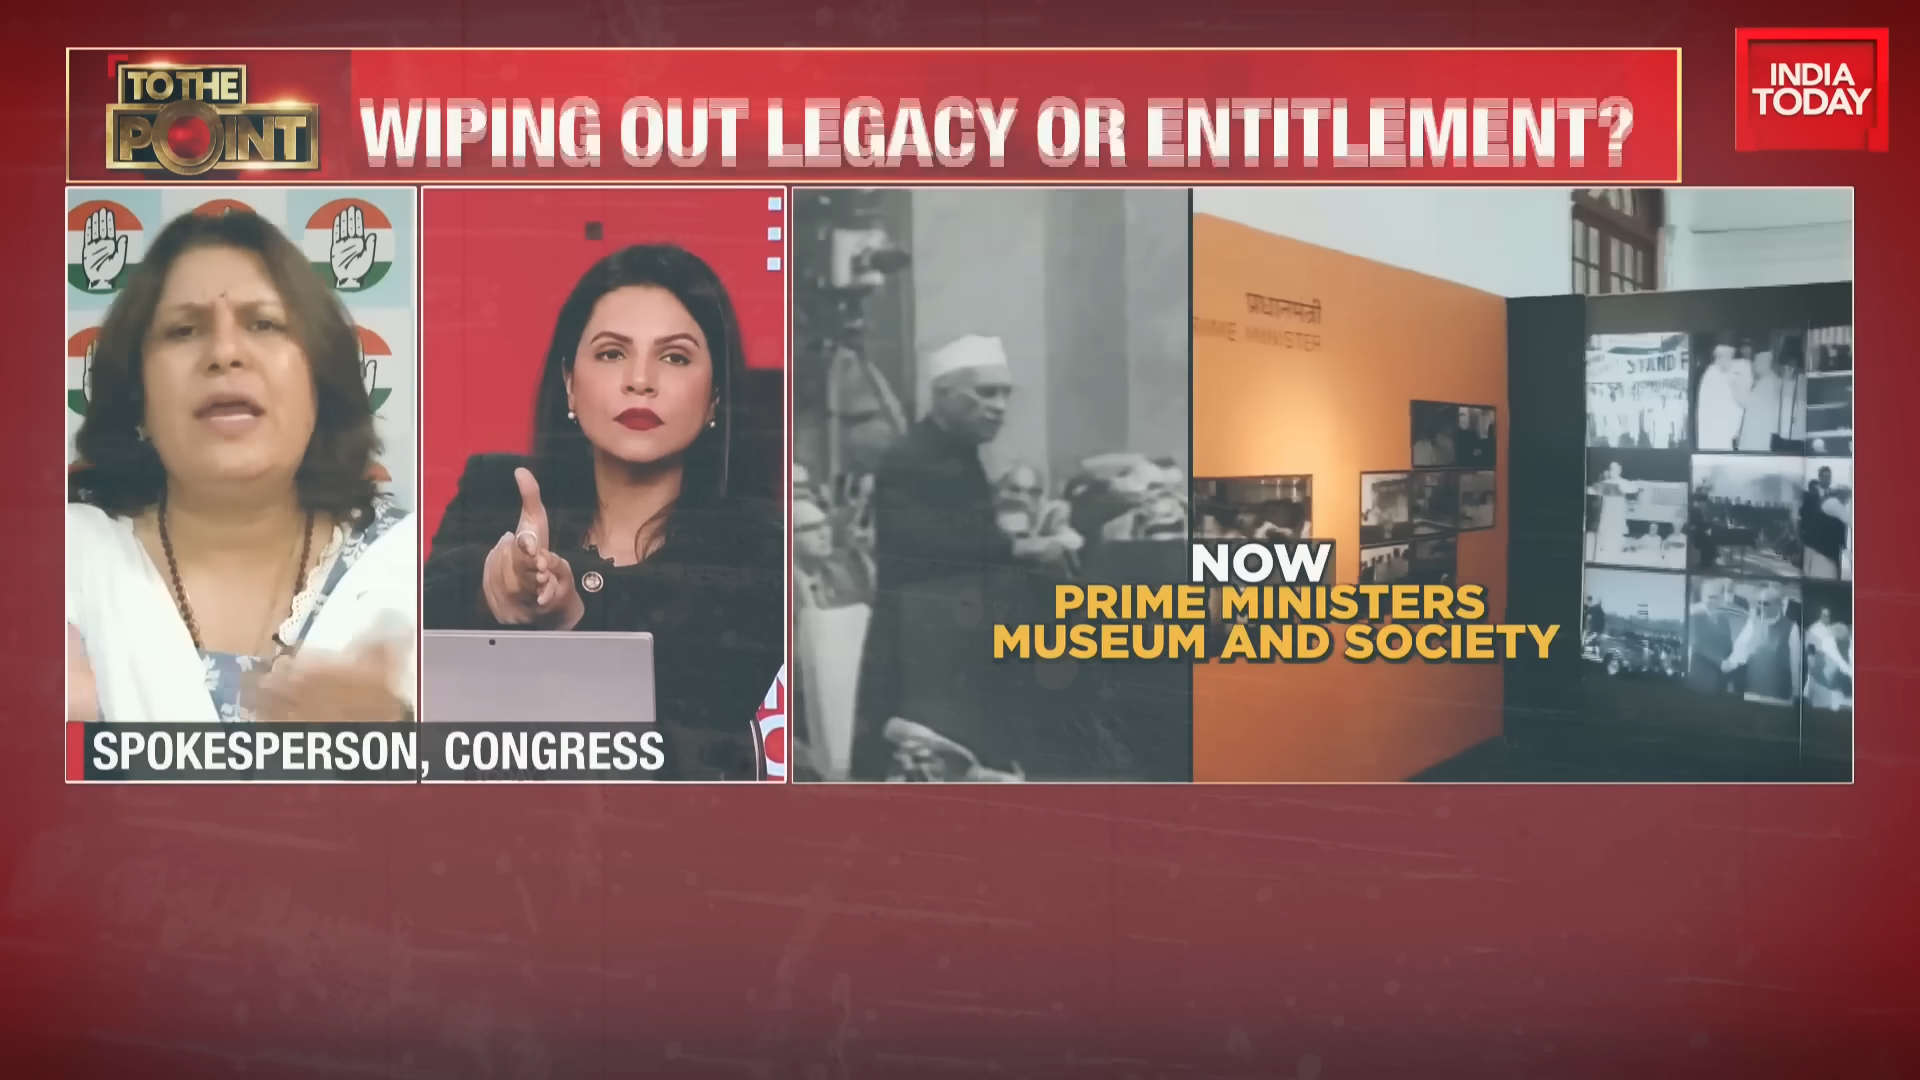 TO THE
POINT
WIPING OUT LEGACY OR ENTITLEMENT?
INDIA
TODAY
प्रधानमंत्री
PRIME MINISTER
STAND
NOW
PRIME MINISTERS
MUSEUM AND SOCIETY
SPOKESPERSON, CONGRESS